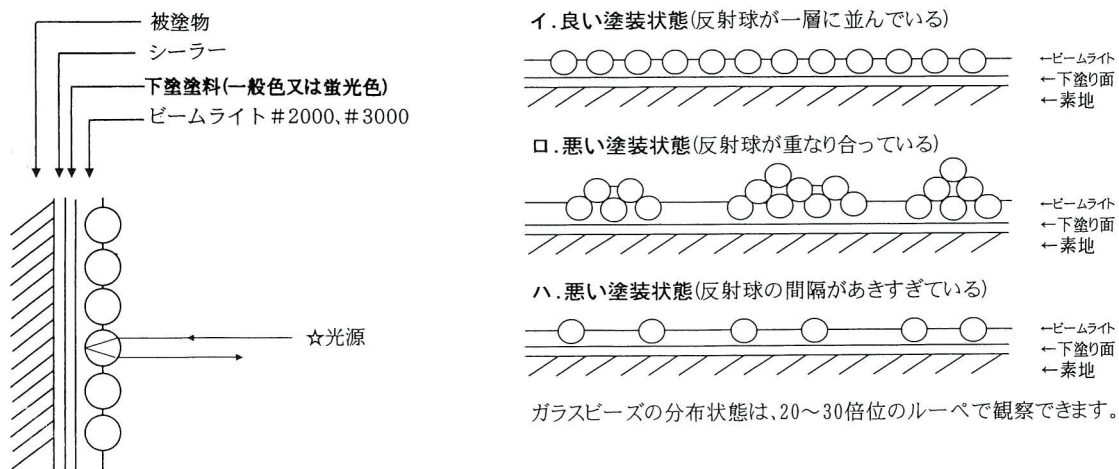 被塗物
シーラー
下塗塗料(一般色又は蛍光色)
ビームライト#2000、#3000
☆光源
イ.良い塗装状態(反射球が一層に並んでいる)
←ビームライト
←下塗り面
←素地
ロ.悪い塗装状態(反射球が重なり合っている)
←ビームライト
←下塗り面
←素地
ハ.悪い塗装状態(反射球の間隔があきすぎている)
←ビームライト
←下塗り面
←素地
ガラスビーズの分布状態は、20～30倍位のルーペで観察できます。